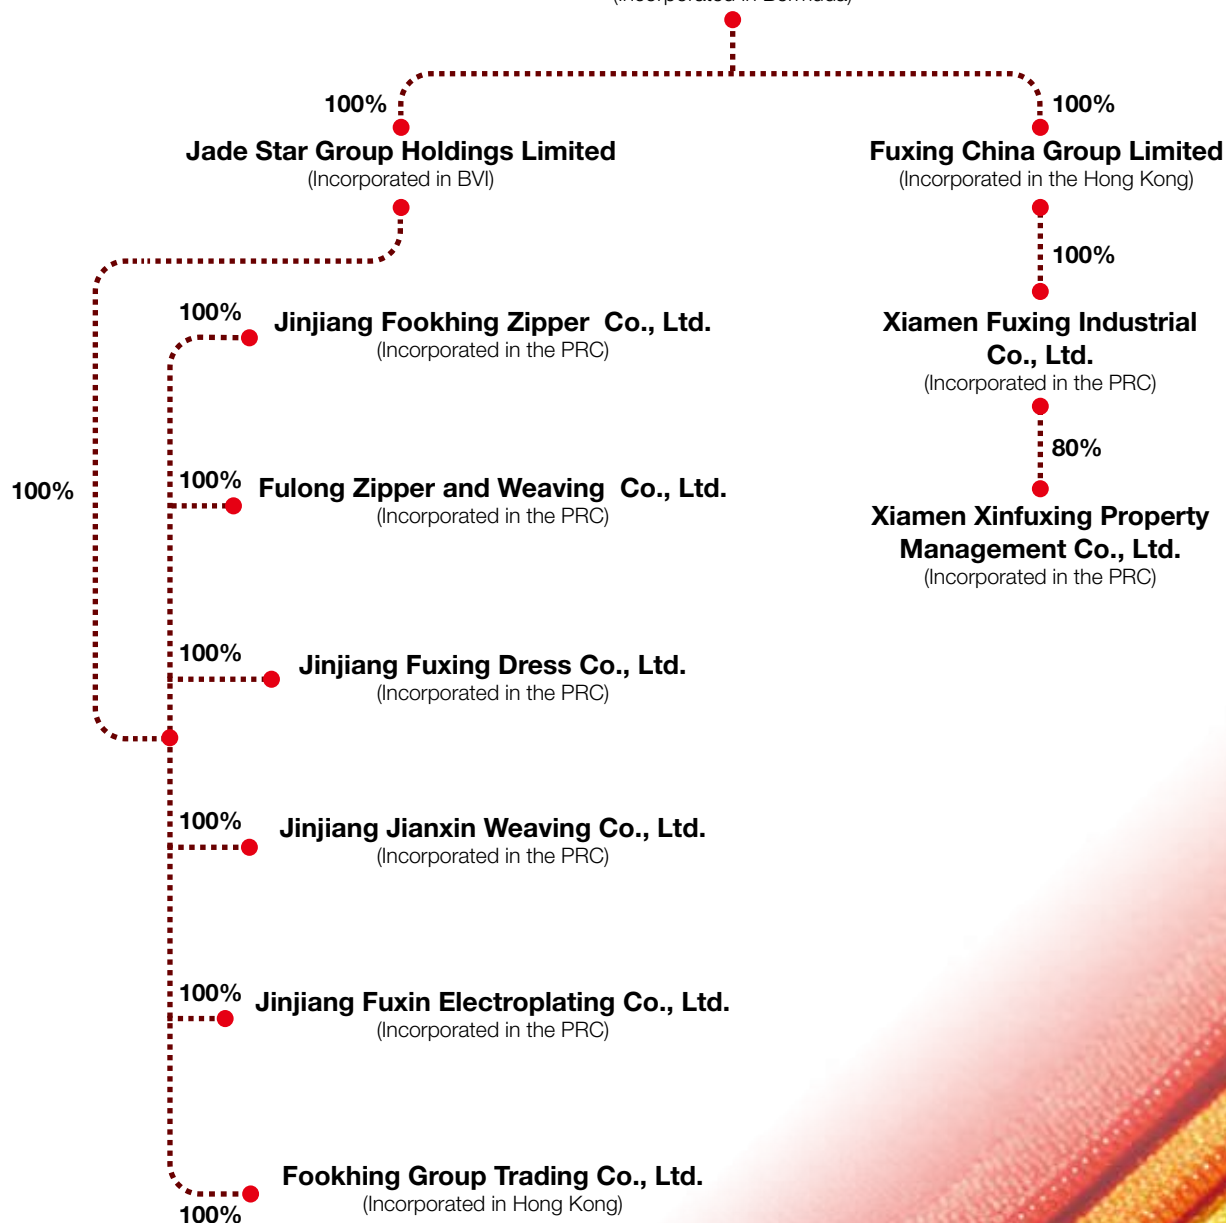 (Incorporated in Bermuda)
100%
100%
Jade Star Group Holdings Limited
(Incorporated in BVI)
Fuxing China Group Limited
(Incorporated in the Hong Kong)
100%
100%
Jinjiang Fookhing Zipper Co., Ltd.
(Incorporated in the PRC)
Xiamen Fuxing Industrial
Co., Ltd.
(Incorporated in the PRC)
80%
100%
100%
Fulong Zipper and Weaving Co., Ltd.
(Incorporated in the PRC)
Xiamen Xinfuxing Property
Management Co., Ltd.
(Incorporated in the PRC)
100%
Jinjiang Fuxing Dress Co., Ltd.
(Incorporated in the PRC)
100%
Jinjiang Jianxin Weaving Co., Ltd.
(Incorporated in the PRC)
100%
Jinjiang Fuxin Electroplating Co., Ltd.
(Incorporated in the PRC)
Fookhing Group Trading Co., Ltd.
(Incorporated in Hong Kong)
100%